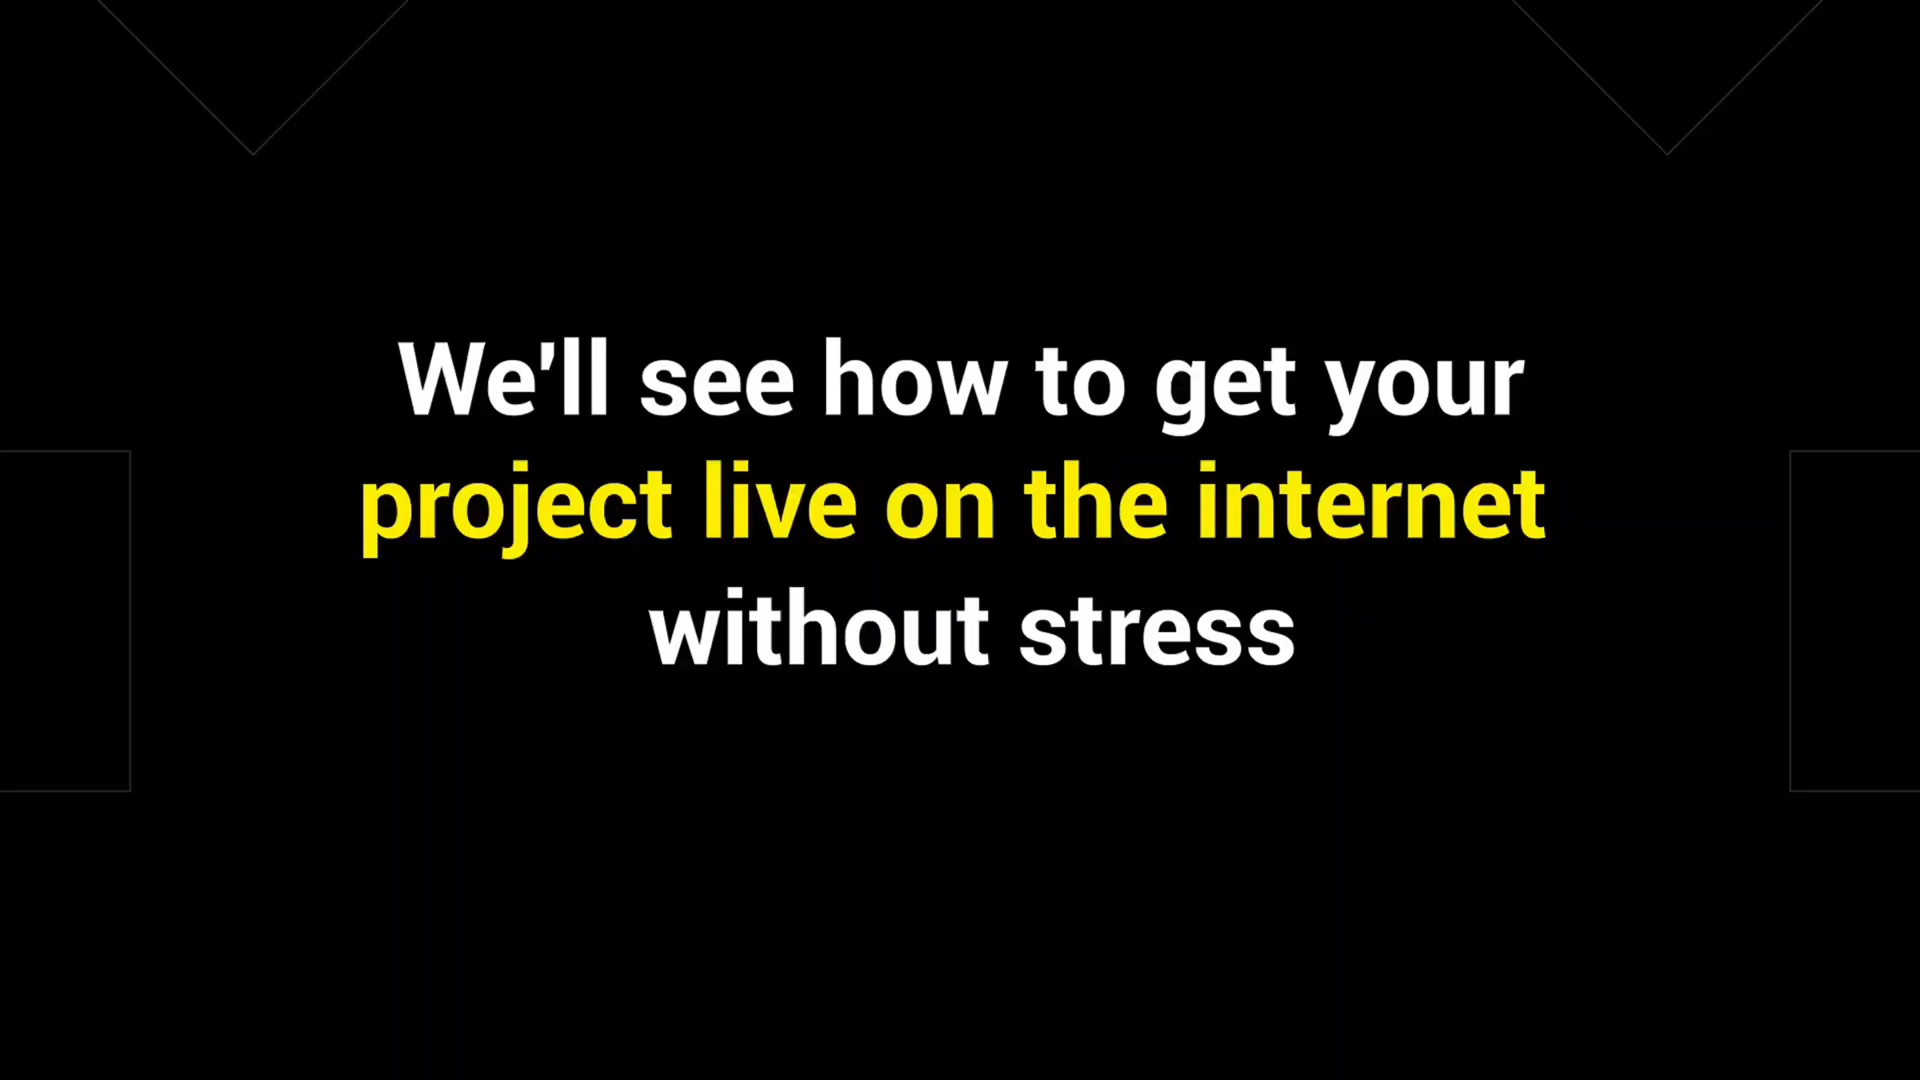 We'll see how to get your
project live on the internet
without stress